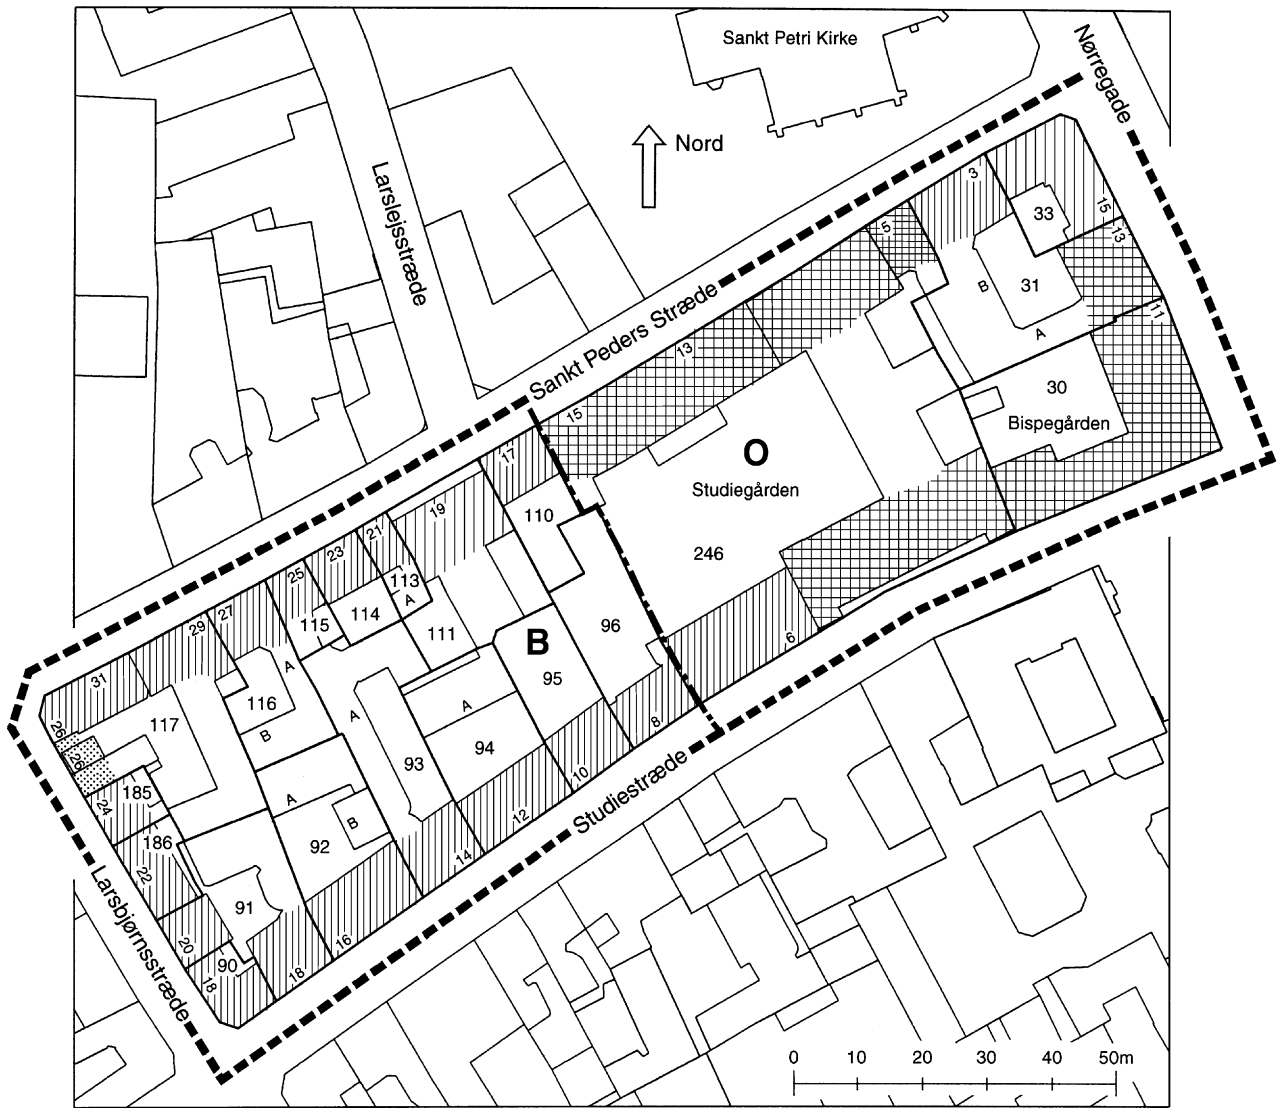 Sankt Petri Kirke
Nørregade
Nord
Larslejsstræde
3
33
15
5
13
B
31
11
A
Sankt Peders Stræde
13
30
Bispegården
15
O
Studiegården
17
19
110
246
21
23
113
A
25
114
115
111
96
6
27
29
B
A
95
31
116
A
A
8
117
B
94
26
93
Studiestræde
26
10
185
A
24
B
12
186
92
14
22
91
16
20
90
18
18
Larsbjørnsstræde
0 10 20 30 40 50m